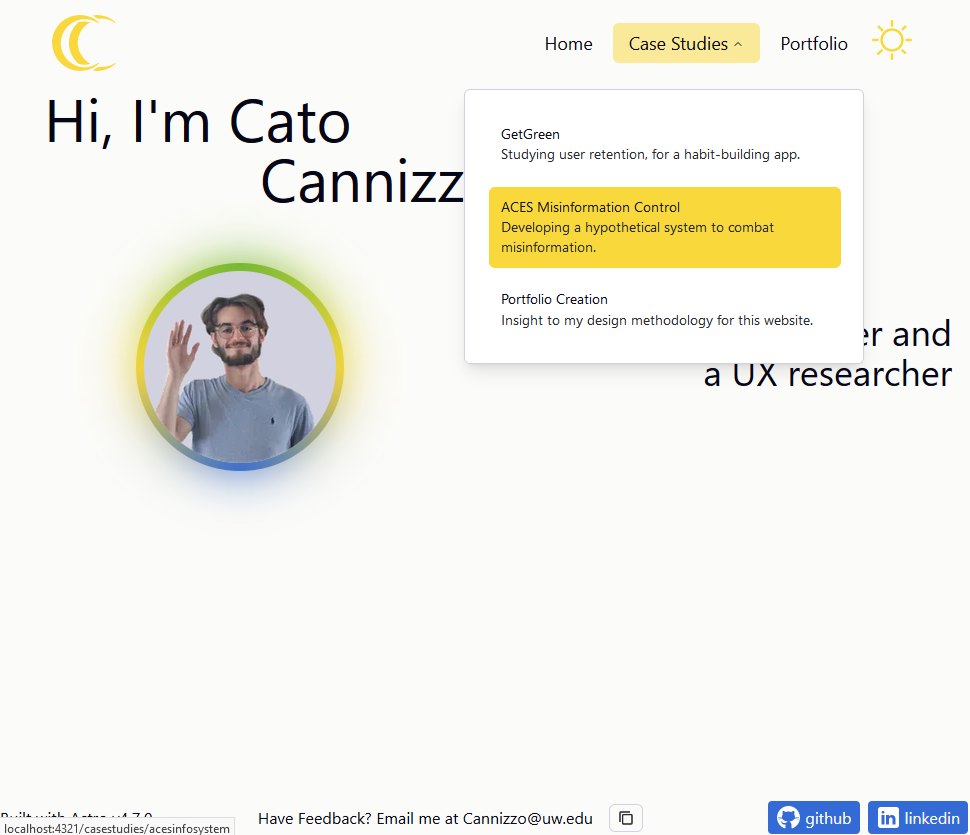 Home
Case Studies
Portfolio
Hi, I'm Cato
Cannizz
GetGreen
Studying user retention, for a habit-building app.
ACES Misinformation Control
Developing a hypothetical system to combat
misinformation.
Portfolio Creation
Insight to my design methodology for this website.
er and
a UX researcher
Built with Astro v4.7.0
localhost:4321/casestudies/acesinfosystem
Have Feedback? Email me at Cannizzo@uw.edu
github
linkedin